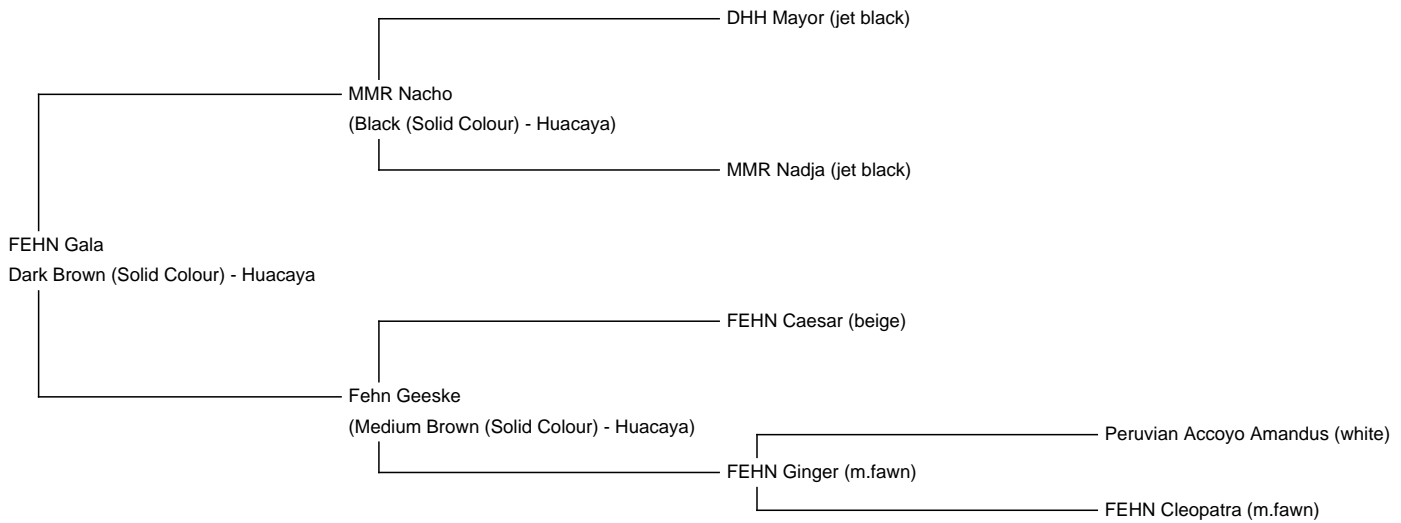 DHH Mayor (jet black)
MMR Nacho
(Black (Solid Colour) - Huacaya)
MMR Nadja (jet black)
FEHN Gala
Dark Brown (Solid Colour) - Huacaya
FEHN Caesar (beige)
Fehn Geeske
(Medium Brown (Solid Colour) - Huacaya)
Peruvian Accoyo Amandus (white)
FEHN Ginger (m.fawn)
FEHN Cleopatra (m.fawn)